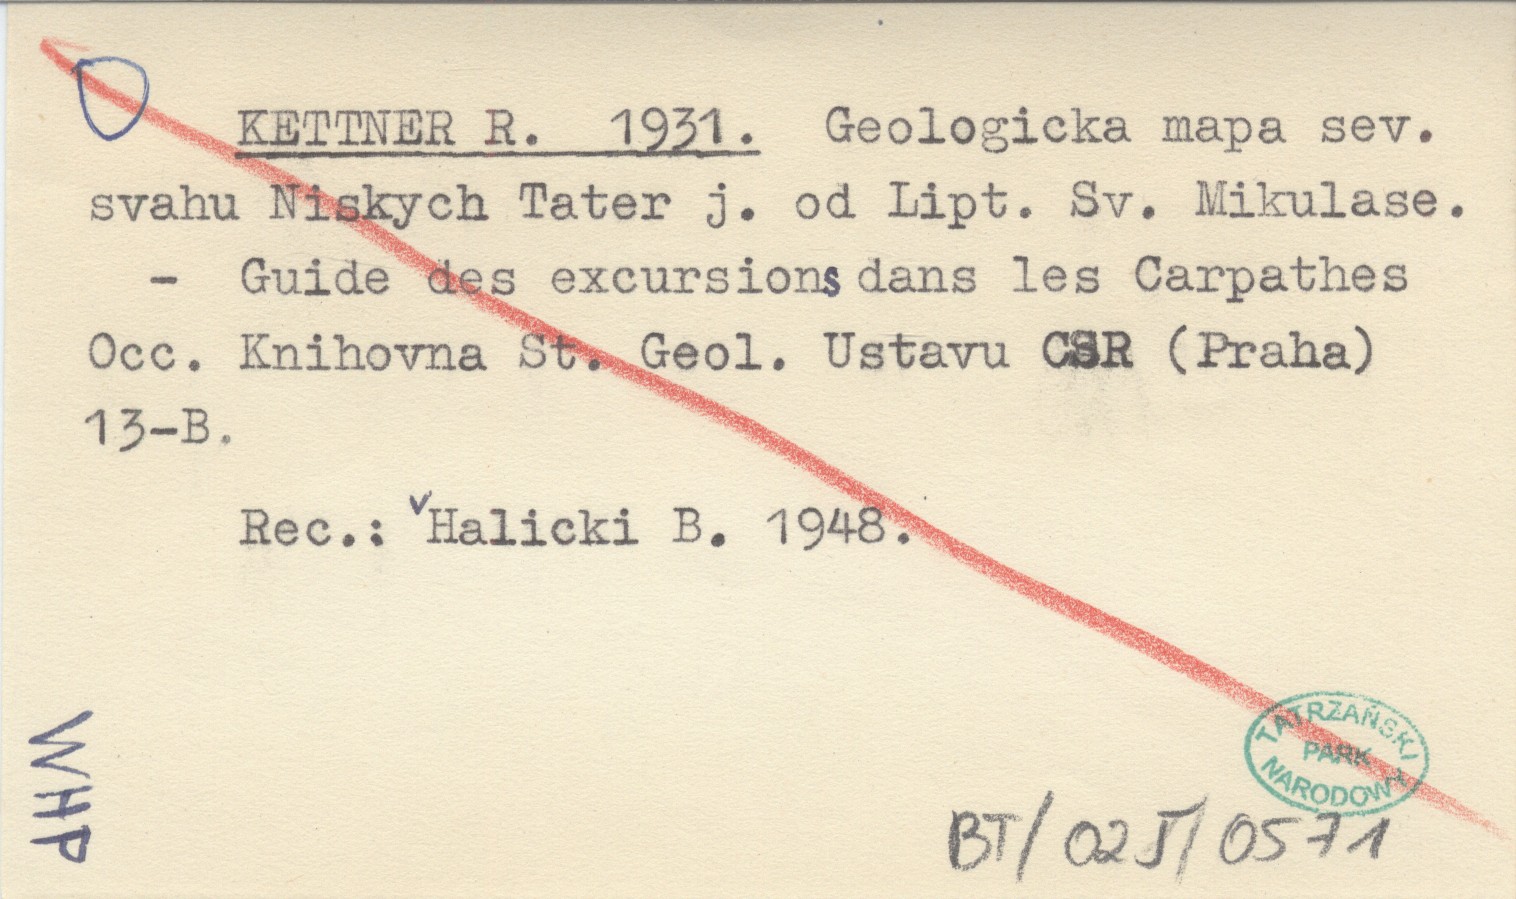 KETTNER R. 1931. Geologicka mapa sev.
svahu Niskych Tater j. od Lipt. Sv. Mikulase.
- Guide des excursions dans les Carpathes
Occ. Knihovna St. Geol. Ustavu CSR (Praha)
13-B.
Rec.: Halicki B. 1948.
WHP
TATRZAŃSKI
PARK
NARODOWY
BT/02J/0571